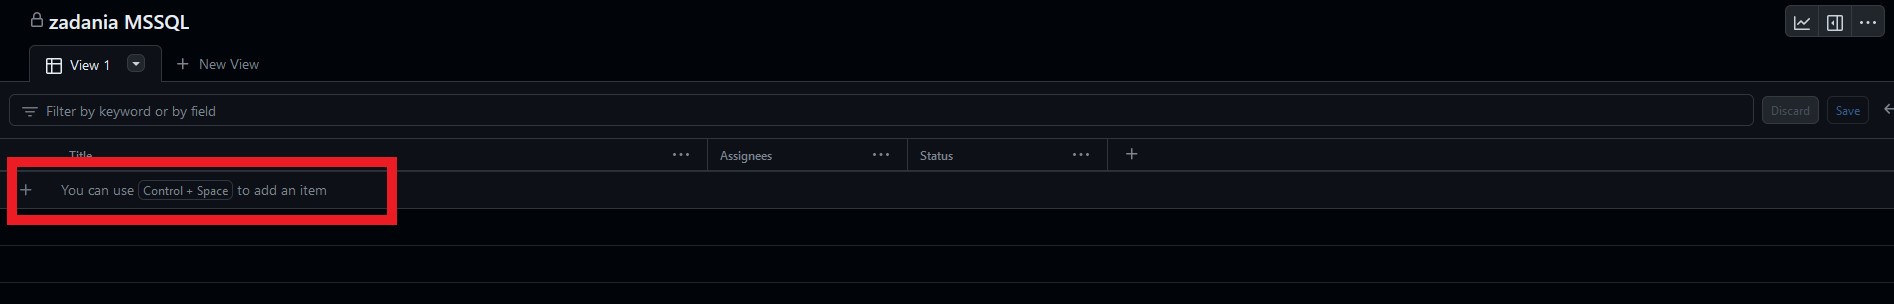 zadania MSSQL
View 1
New View
Filter by keyword or by field
Discard
Save
Title
Assignees
Status
You can use Control + Space to add an item